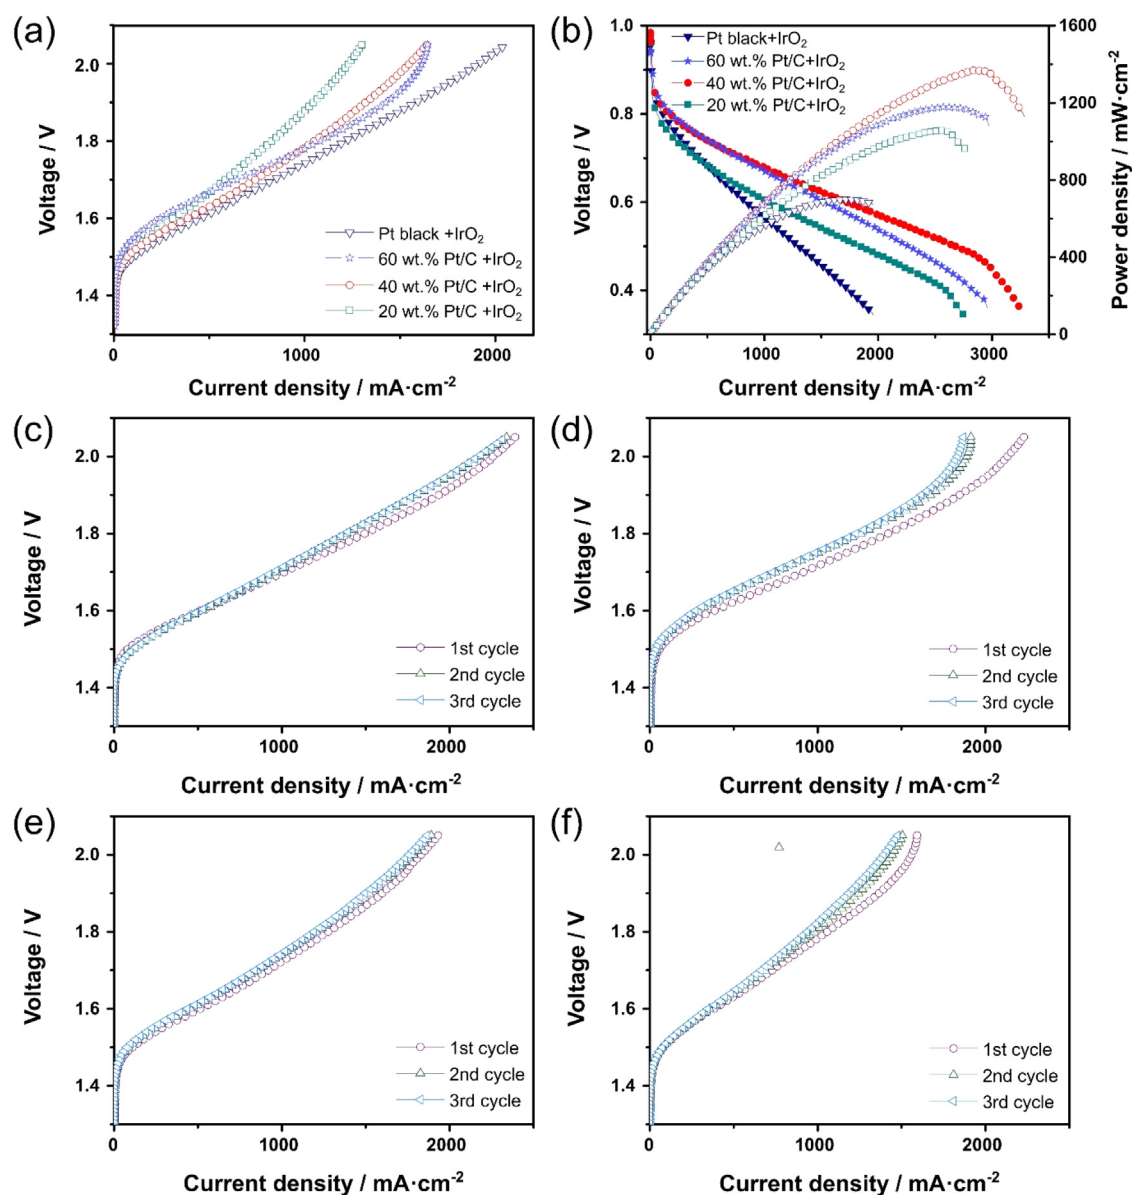 (a)
2.0
1.8
1.6
1.4
Voltage / V
Pt black +IrO₂
60 wt.% Pt/C +IrO₂
40 wt.% Pt/C +IrO₂
20 wt.% Pt/C +IrO₂
0
1000
2000
Current density / mA·cm⁻²
(b)
1.0
0.8
0.6
0.4
Voltage / V
Pt black+IrO₂
60 wt.% Pt/C+IrO₂
40 wt.% Pt/C+IrO₂
20 wt.% Pt/C+IrO₂
1600
1200
800
400
0
Power density / mW·cm⁻²
0
1000
2000
3000
Current density / mA·cm⁻²
(c)
2.0
1.8
1.6
1.4
Voltage / V
1st cycle
2nd cycle
3rd cycle
0
1000
2000
Current density / mA·cm⁻²
(d)
2.0
1.8
1.6
1.4
Voltage / V
1st cycle
2nd cycle
3rd cycle
0
1000
2000
Current density / mA·cm⁻²
(e)
2.0
1.8
1.6
1.4
Voltage / V
1st cycle
2nd cycle
3rd cycle
0
1000
2000
Current density / mA·cm⁻²
(f)
2.0
1.8
1.6
1.4
Voltage / V
1st cycle
2nd cycle
3rd cycle
0
1000
2000
Current density / mA·cm⁻²